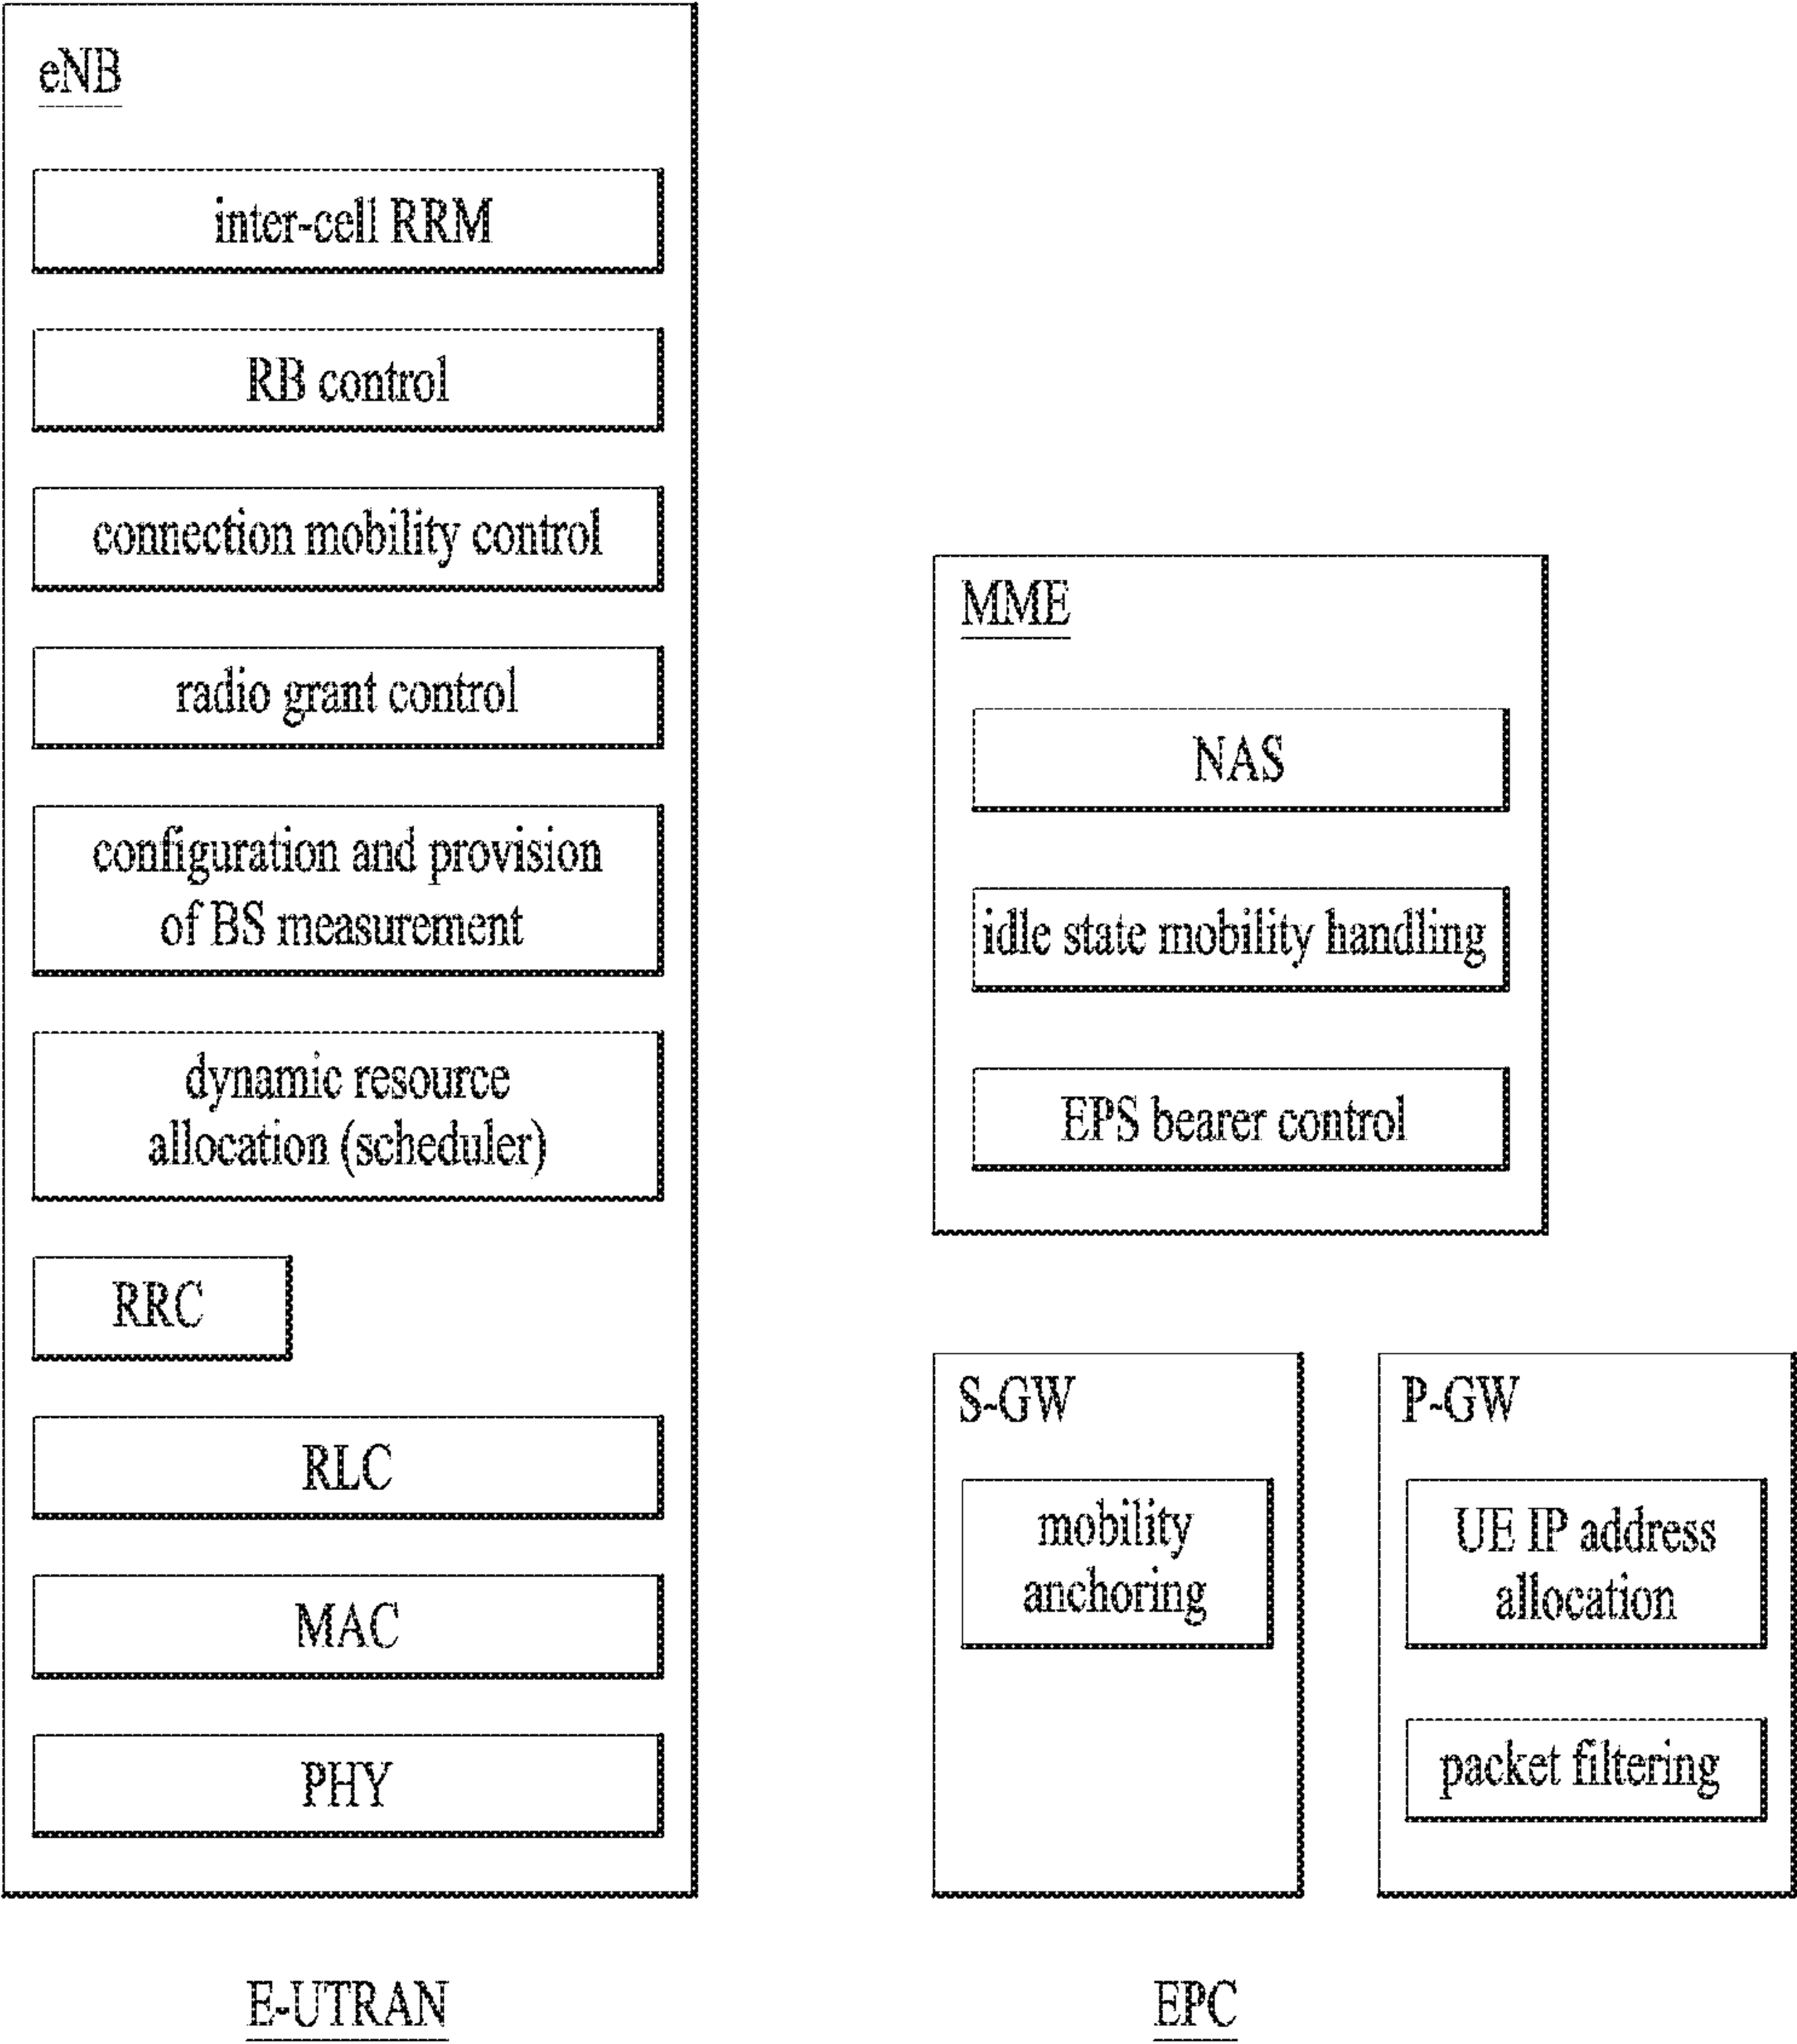 eNB
inter-cell RRM
RB control
connection mobility control
radio grant control
configuration and provision
of BS measurement
dynamic resource
allocation (scheduler)
RRC
RLC
MAC
PHY
E-UTRAN
MME
NAS
idle state mobility handling
EPS bearer control
S-GW
mobility
anchoring
P-GW
UE IP address
allocation
packet filtering
EPC